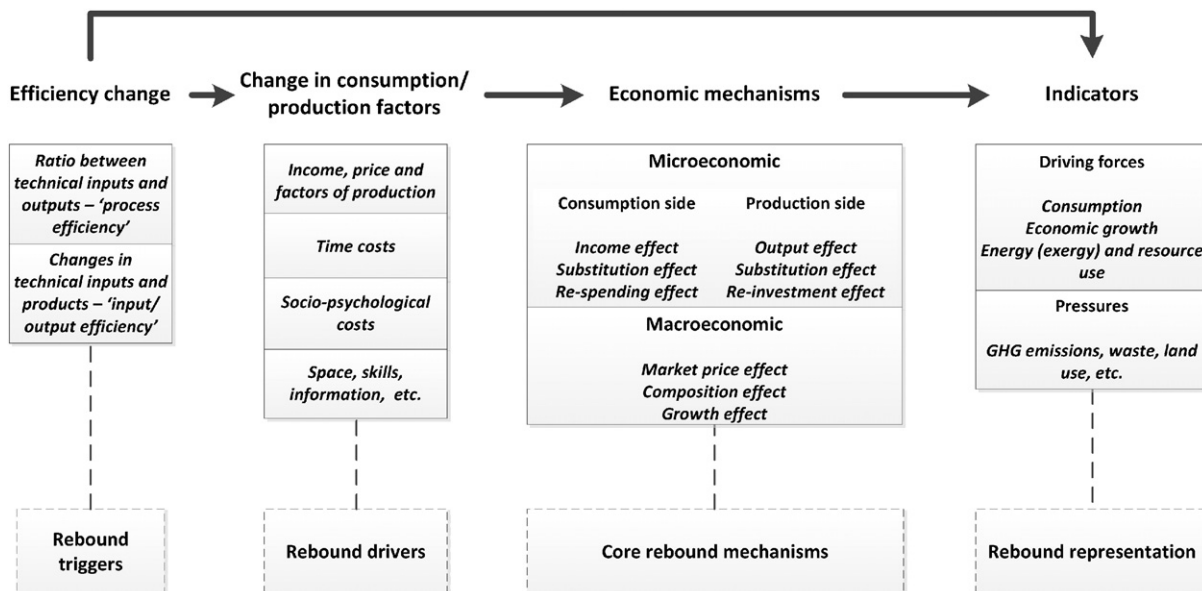 Efficiency change
Change in consumption/
production factors
Economic mechanisms
Indicators
Ratio between
technical inputs and
outputs – ‘process
efficiency’
Changes in
technical inputs and
products – ‘input/
output efficiency’
Income, price and
factors of production
Time costs
Socio-psychological
costs
Space, skills,
information, etc.
Microeconomic
Consumption side
Income effect
Substitution effect
Re-spending effect
Production side
Output effect
Substitution effect
Re-investment effect
Macroeconomic
Market price effect
Composition effect
Growth effect
Driving forces
Consumption
Economic growth
Energy (exergy) and resource
use
Pressures
GHG emissions, waste, land
use, etc.
Rebound
triggers
Rebound drivers
Core rebound mechanisms
Rebound representation